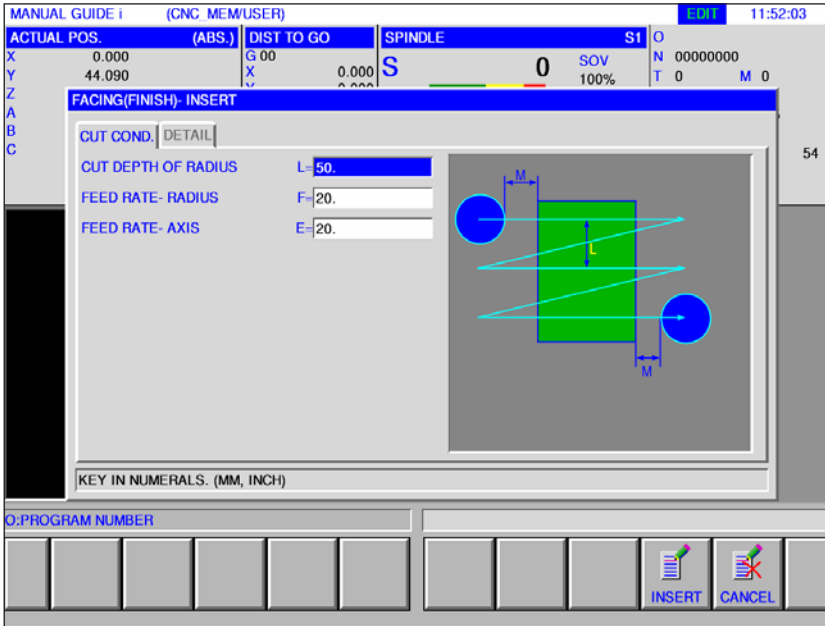 MANUAL GUIDE i (CNC_MEM/USER) EDIT 11:52:03
ACTUAL POS. (ABS.) DIST TO GO SPINDLE S1 O
X 0.000 G 00 S 0 SOV N 00000000
Y 44.090 X 0.000 100% T 0 M 0
Z
FACING(FINISH)- INSERT
A
B CUT COND. DETAIL
C 54
CUT DEPTH OF RADIUS L= 50.
FEED RATE- RADIUS F= 20.
FEED RATE- AXIS E= 20.
M
L
M
KEY IN NUMERALS. (MM, INCH)
O:PROGRAM NUMBER
INSERT CANCEL